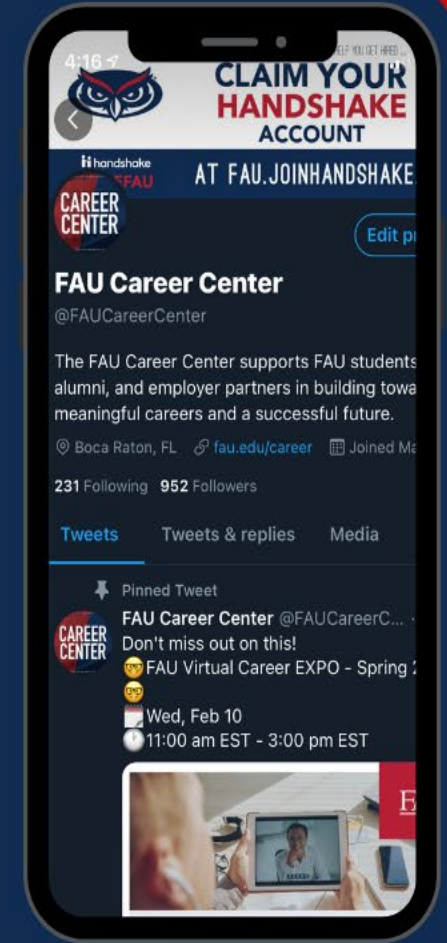 4:16
ELP YOU GET HIRED ...
CLAIM YOUR
HANDSHAKE
ACCOUNT
handshake
FAU
AT FAU.JOINHANDSHAKE.
CAREER
CENTER
Edit p
FAU Career Center
@FAUCareerCenter
The FAU Career Center supports FAU students
alumni, and employer partners in building towa
meaningful careers and a successful future.
Boca Raton, FL fau.edu/career Joined Ma
231 Following 952 Followers
Tweets Tweets & replies Media
Pinned Tweet
FAU Career Center @FAUCareerC... ·
CAREER
CENTER
Don't miss out on this!
🤓FAU Virtual Career EXPO - Spring 2
🤓
🗓Wed, Feb 10
🕛11:00 am EST - 3:00 pm EST
F